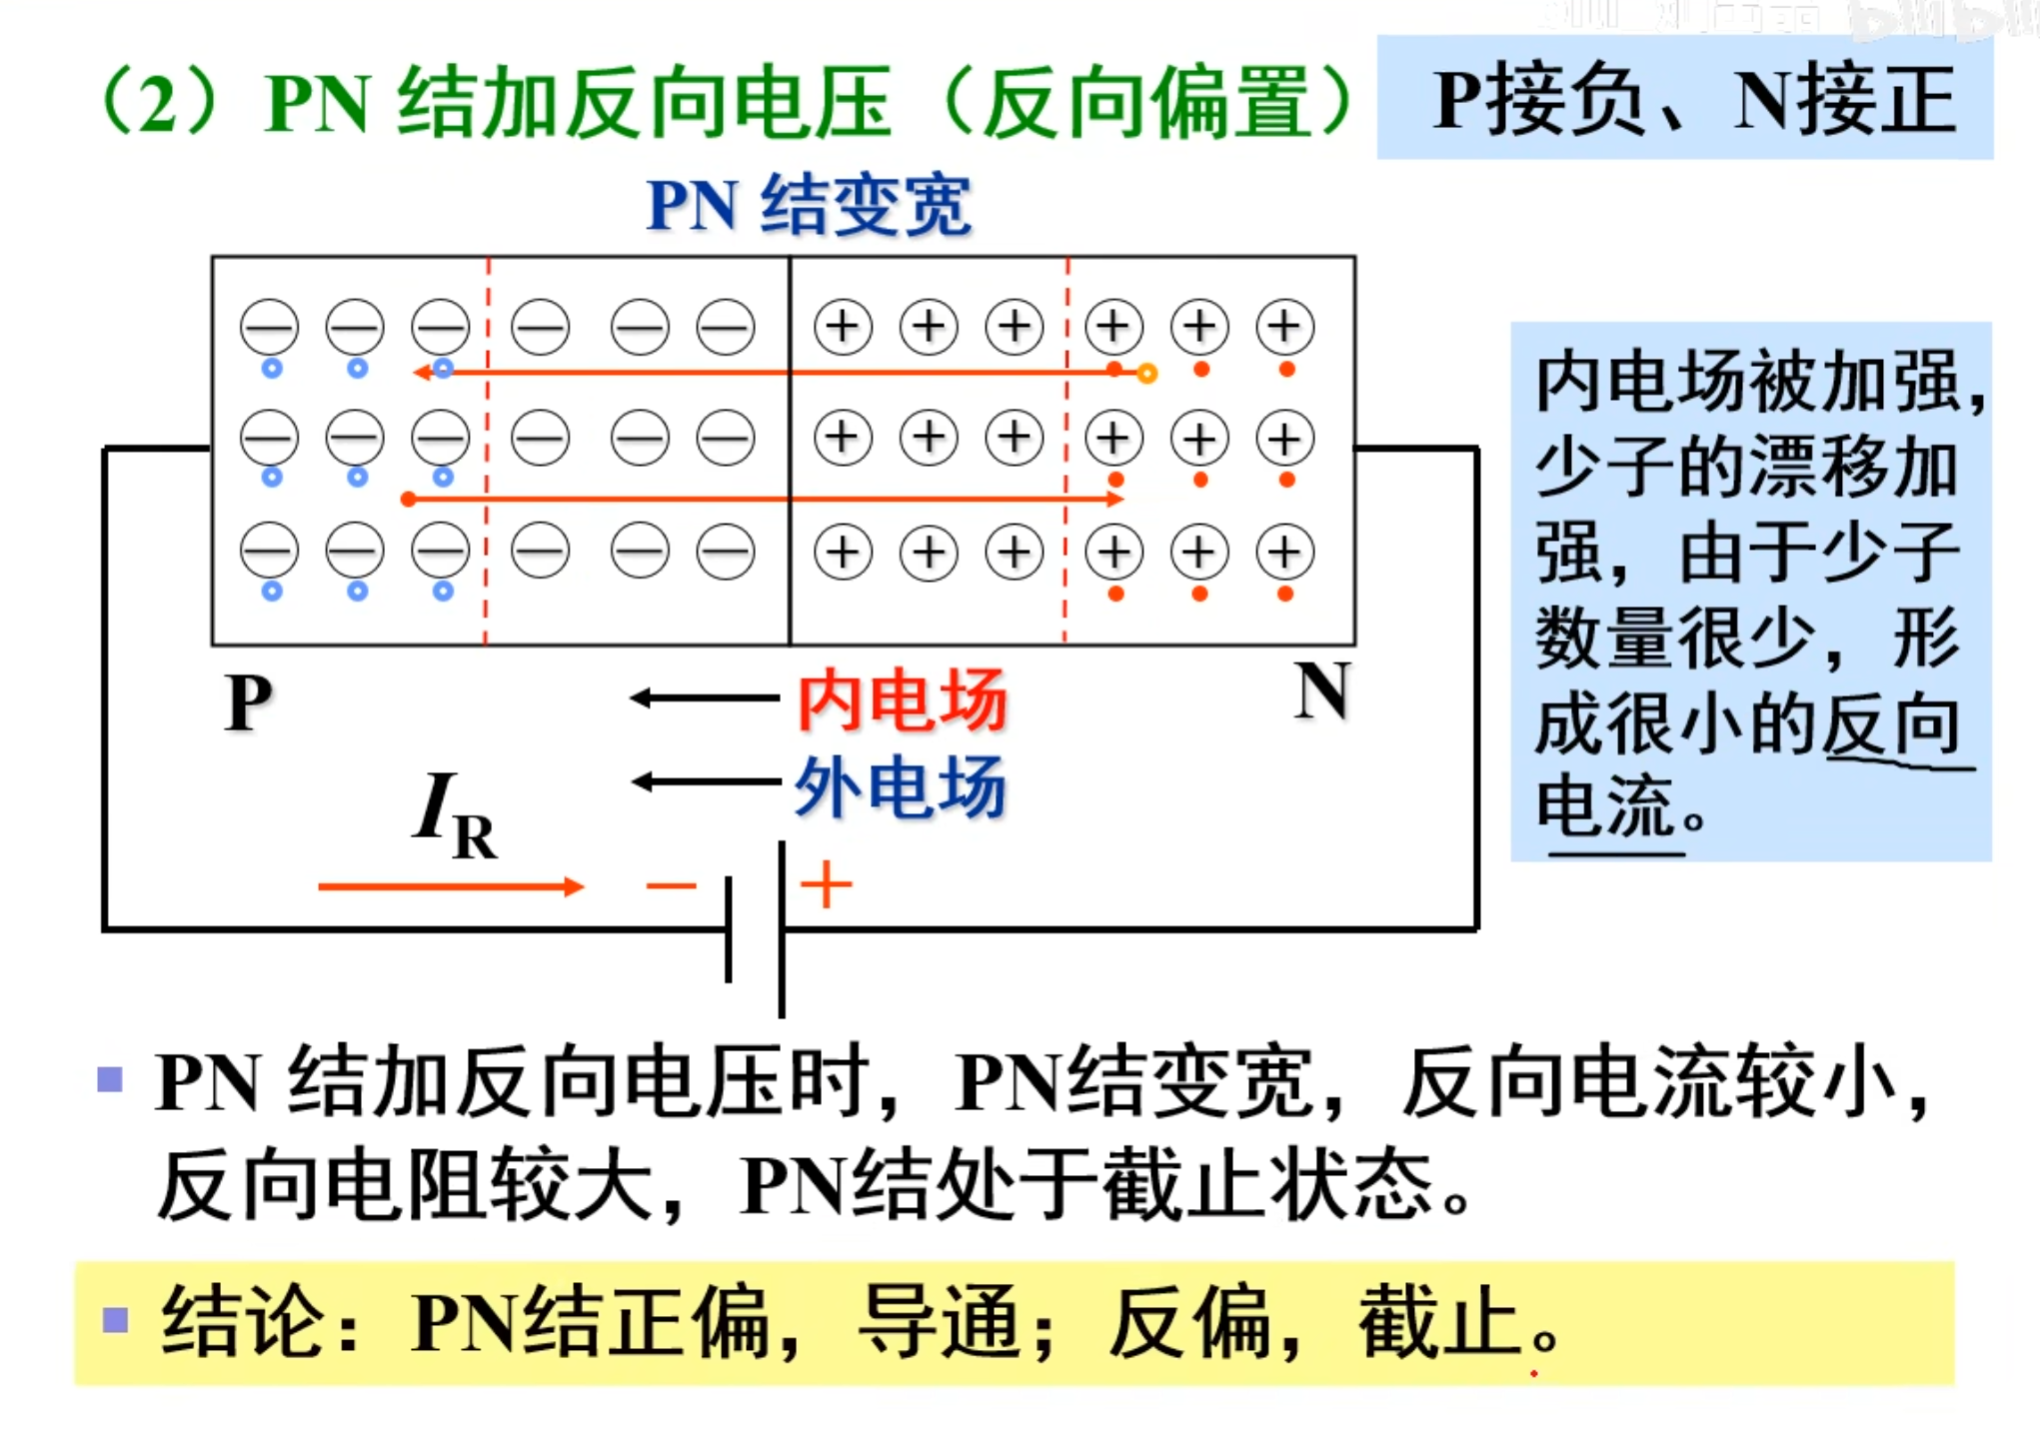 （2）PN 结加反向电压（反向偏置）
P接负、N接正
PN 结变宽
内电场被加强，
少子的漂移加
强，由于少子
数量很少，形
成很小的反向
电流。
P
N
内电场
外电场
IR
− +
PN 结加反向电压时，PN结变宽，反向电流较小，
反向电阻较大，PN结处于截止状态。
结论：PN结正偏，导通；反偏，截止。